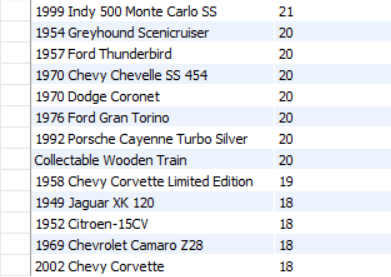 1999 Indy 500 Monte Carlo SS 21
1954 Greyhound Scenicruiser 20
1957 Ford Thunderbird 20
1970 Chevy Chevelle SS 454 20
1970 Dodge Coronet 20
1976 Ford Gran Torino 20
1992 Porsche Cayenne Turbo Silver 20
Collectable Wooden Train 20
1958 Chevy Corvette Limited Edition 19
1949 Jaguar XK 120 18
1952 Citroen-15CV 18
1969 Chevrolet Camaro Z28 18
2002 Chevy Corvette 18